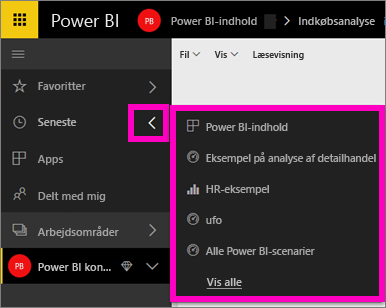 Power BI
PB
Power BI-indhold
Indkøbsanalyse
Fil
Vis
Læsevisning
Favoritter
Seneste
Apps
Delt med mig
Arbejdsområder
PB
Power BI kon...
Power BI-indhold
Eksempel på analyse af detailhandel
HR-eksempel
ufo
Alle Power BI-scenarier
Vis alle